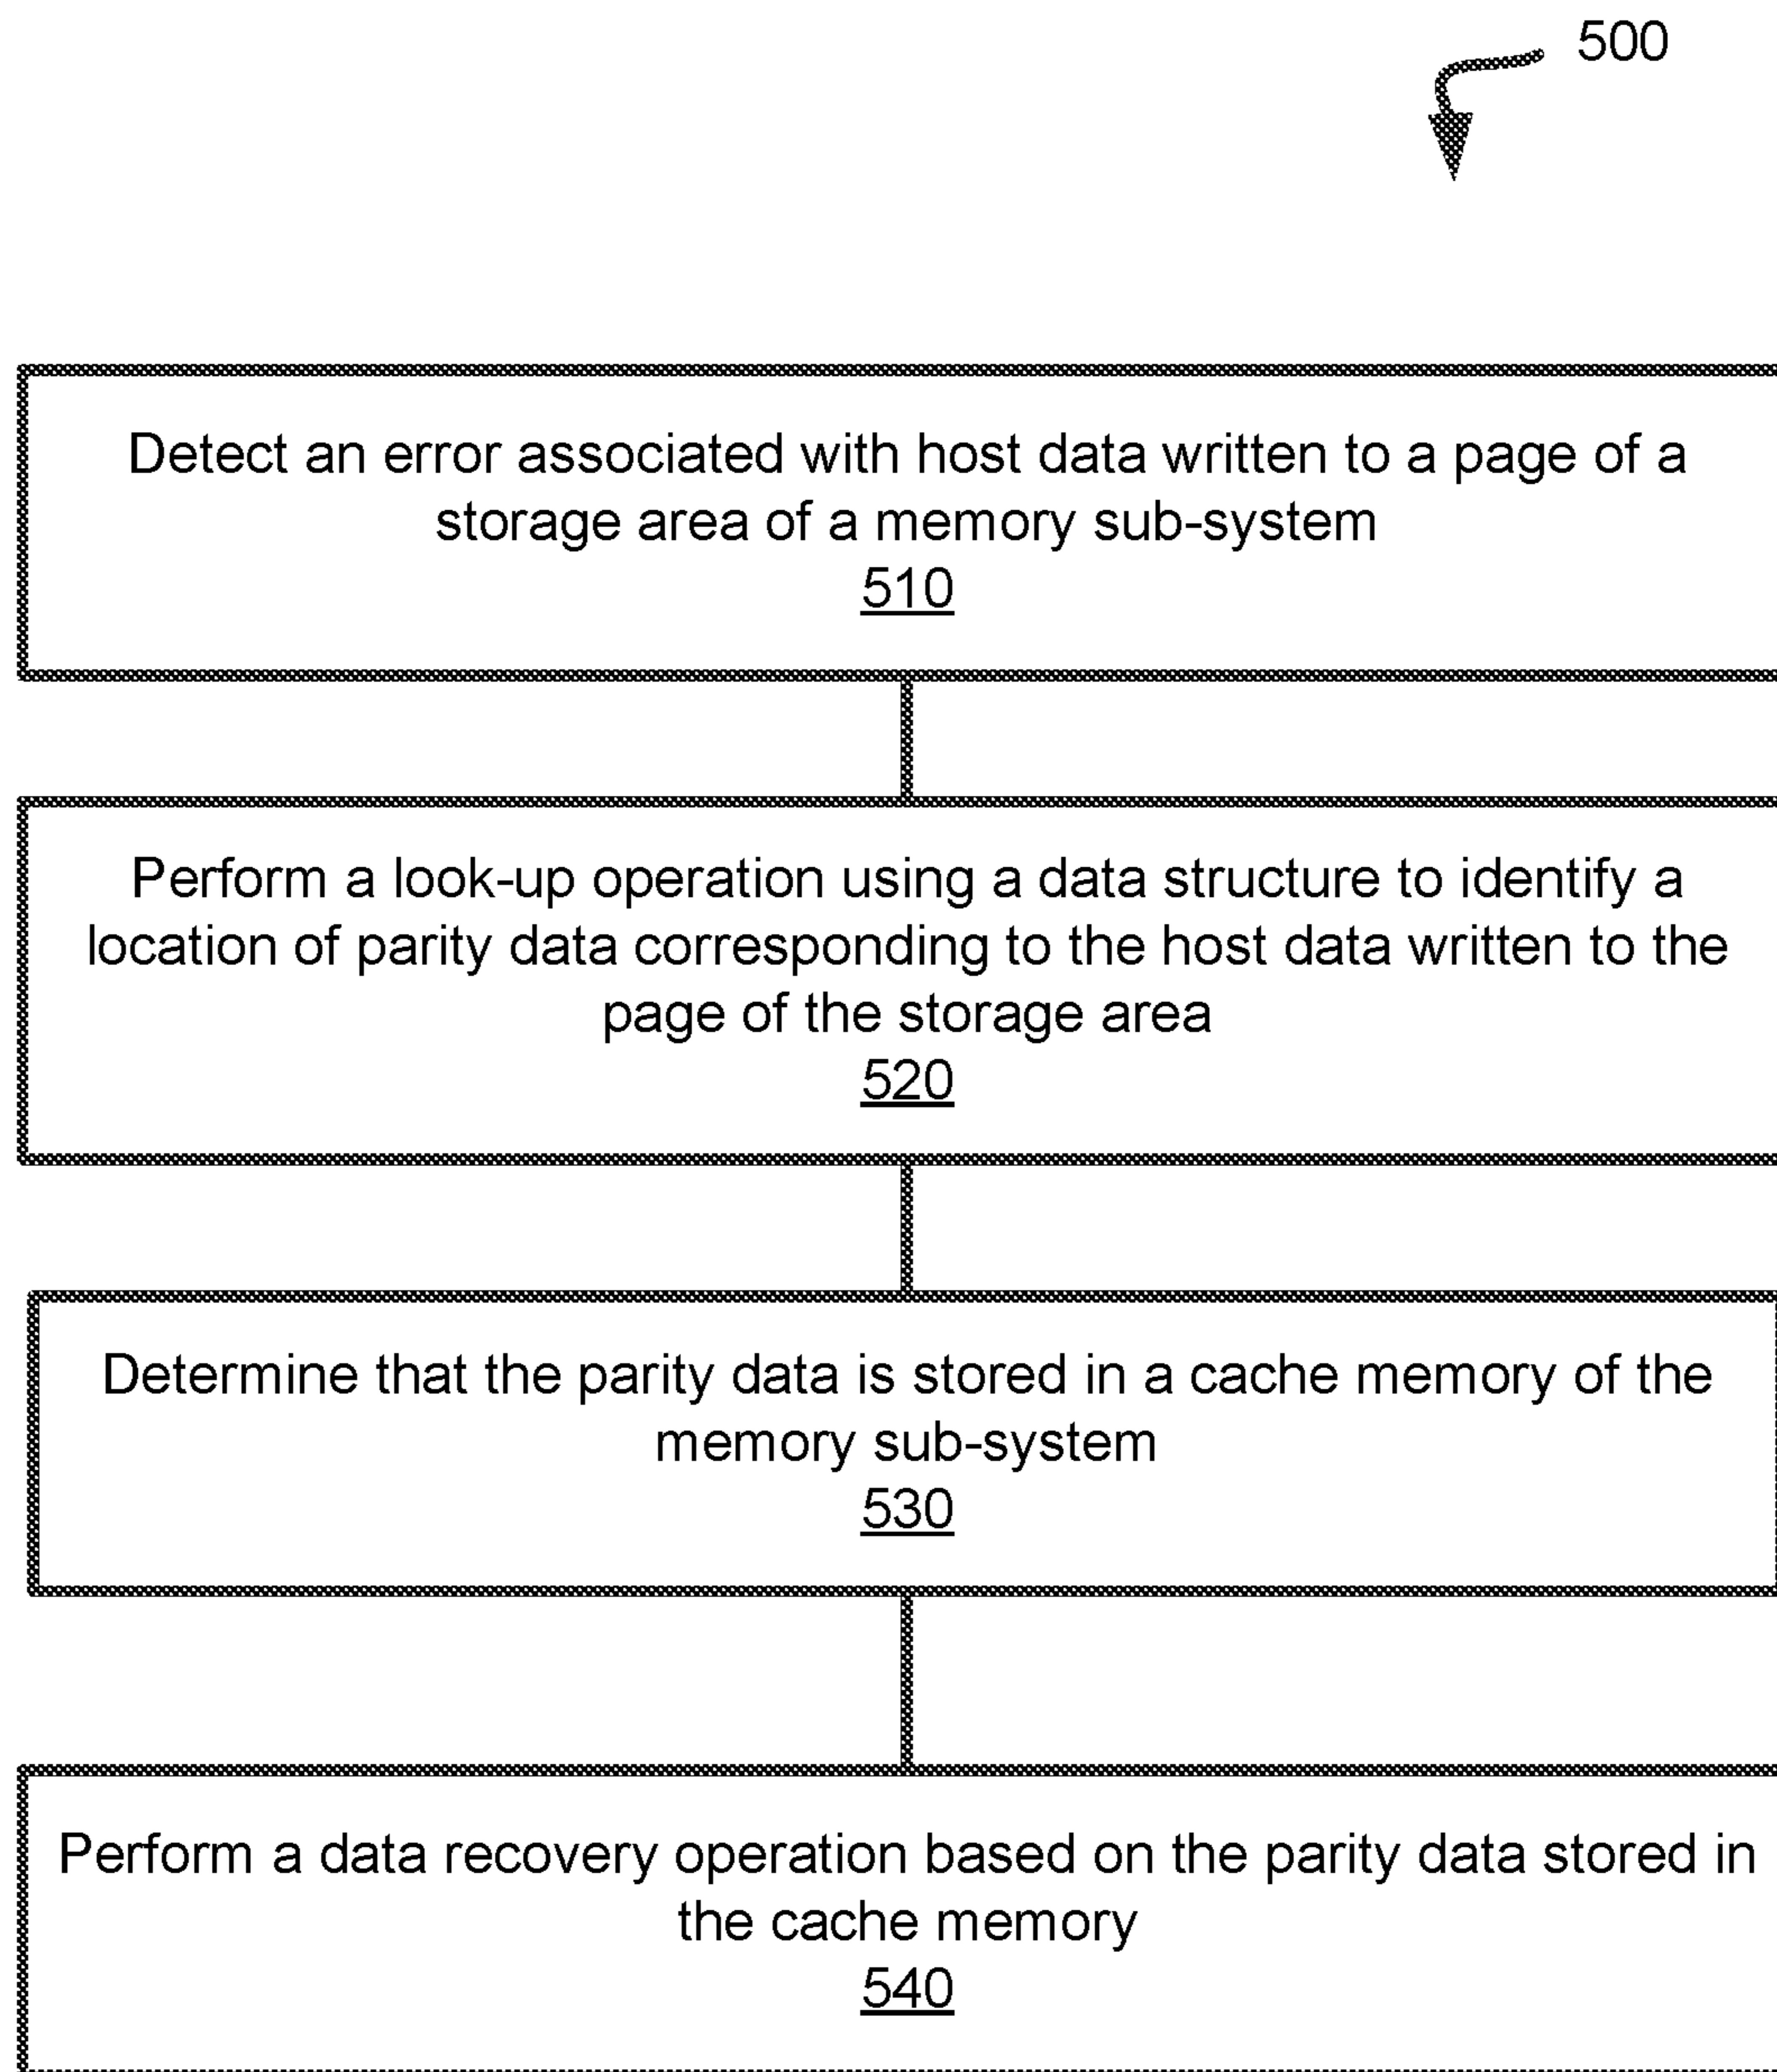 500
Detect an error associated with host data written to a page of a
storage area of a memory sub-system
510
Perform a look-up operation using a data structure to identify a
location of parity data corresponding to the host data written to the
page of the storage area
520
Determine that the parity data is stored in a cache memory of the
memory sub-system
530
Perform a data recovery operation based on the parity data stored in
the cache memory
540